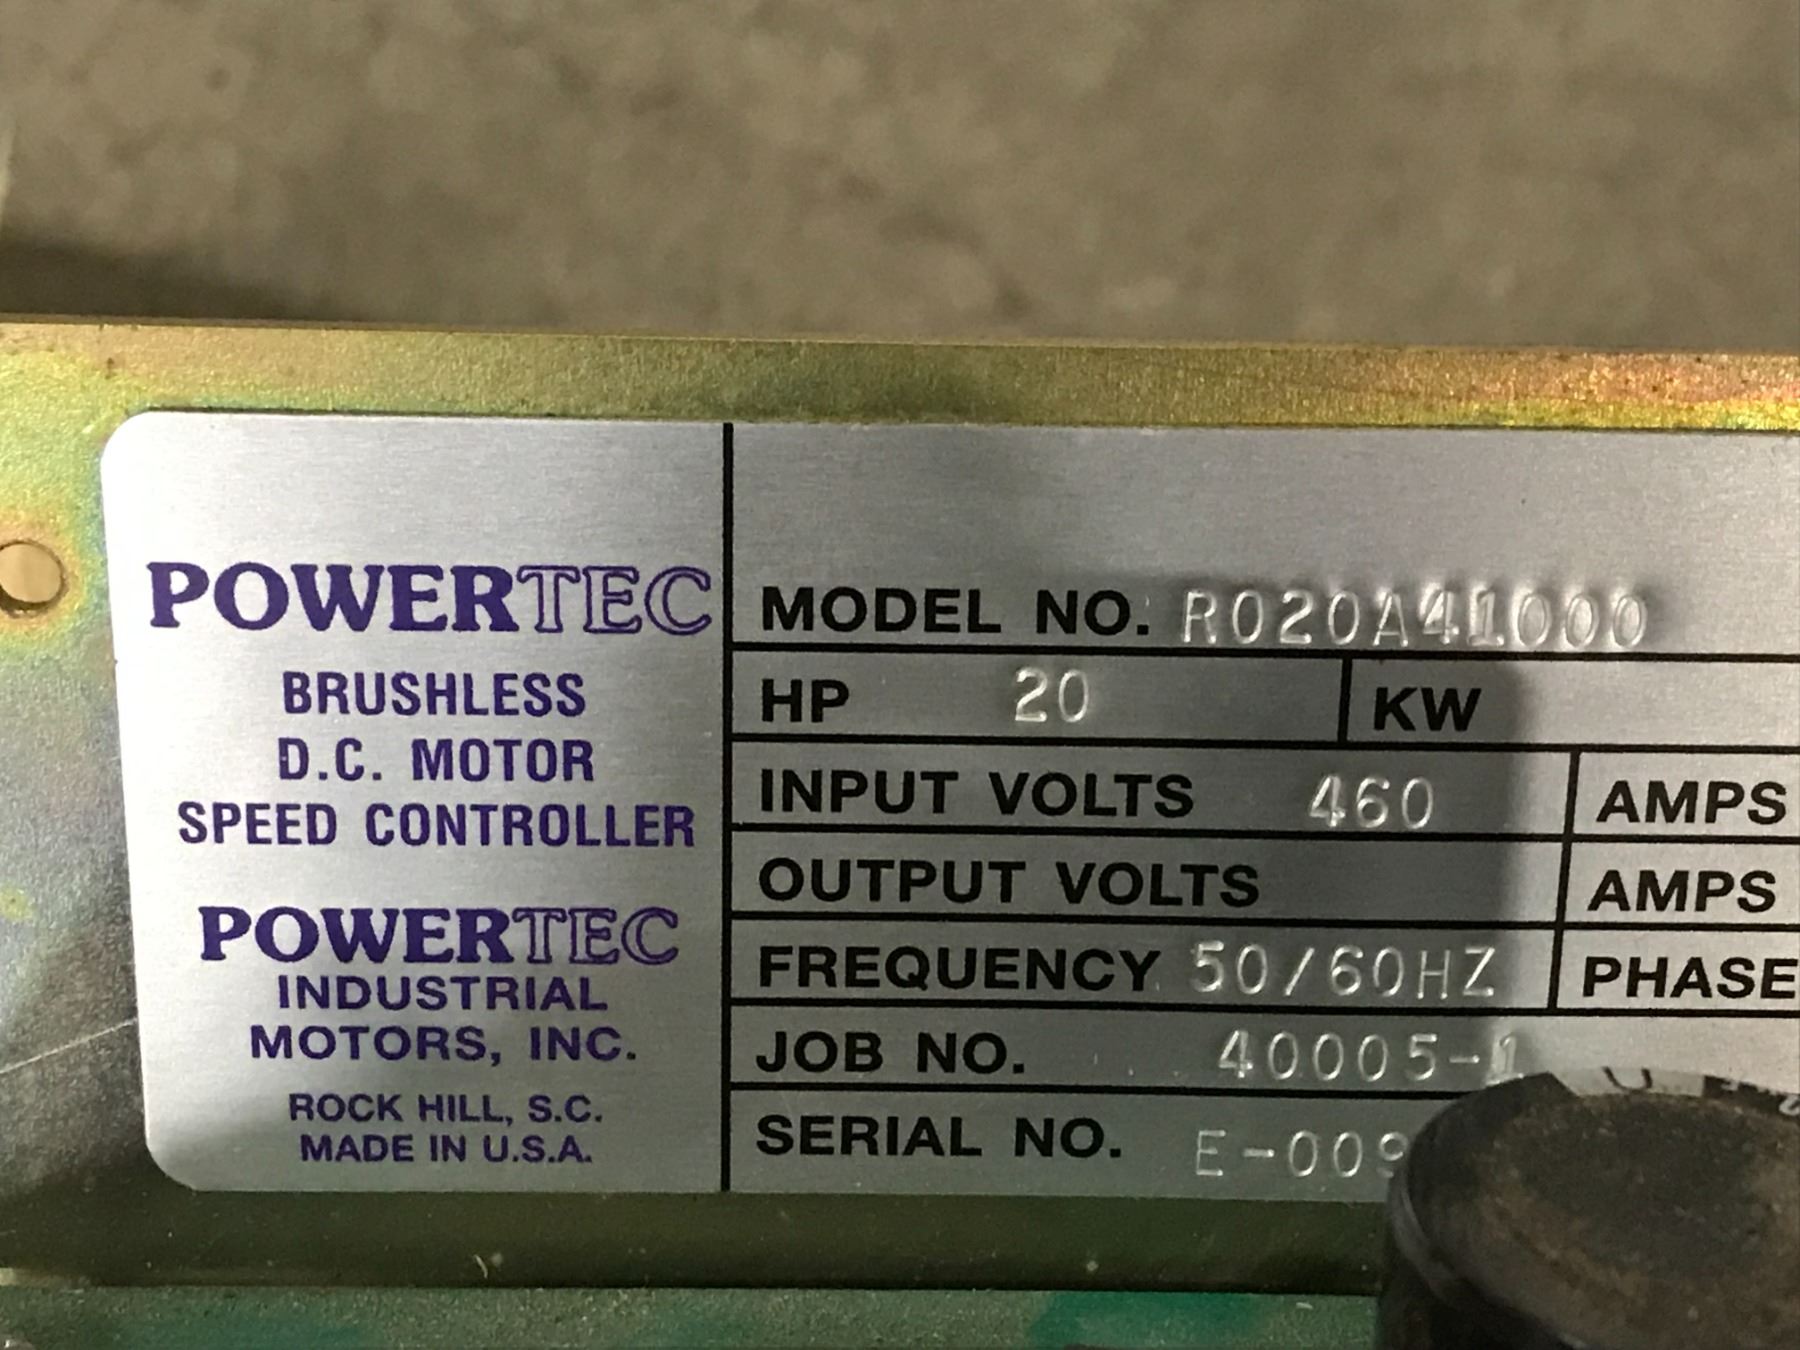 POWERTEC
BRUSHLESS
D.C. MOTOR
SPEED CONTROLLER
POWERTEC
INDUSTRIAL
MOTORS, INC.
ROCK HILL, S.C.
MADE IN U.S.A.
MODEL NO. R020A41000
HP 20 KW
INPUT VOLTS 460 AMPS
OUTPUT VOLTS AMPS
FREQUENCY 50/60HZ PHASE
JOB NO. 40005-1
SERIAL NO. E-009